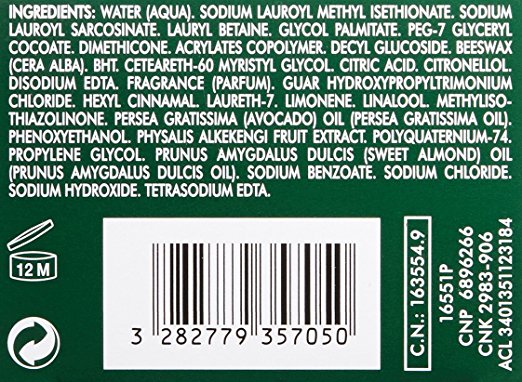 INGREDIENTS: WATER (AQUA). SODIUM LAUROYL METHYL ISETHIONATE. SODIUM
LAUROYL SARCOSINATE. LAURYL BETAINE. GLYCOL PALMITATE. PEG-7 GLYCERYL
COCOATE. DIMETHICONE. ACRYLATES COPOLYMER. DECYL GLUCOSIDE. BEESWAX
(CERA ALBA). BHT. CETEARETH-60 MYRISTYL GLYCOL. CITRIC ACID. CITRONELLOL.
DISODIUM EDTA. FRAGRANCE (PARFUM). GUAR HYDROXYPROPYLTRIMONIUM
CHLORIDE. HEXYL CINNAMAL. LAURETH-7. LIMONENE. LINALOOL. METHYLISO-
THIAZOLINONE. PERSEA GRATISSIMA (AVOCADO) OIL (PERSEA GRATISSIMA OIL).
PHENOXYETHANOL. PHYSALIS ALKEKENGI FRUIT EXTRACT. POLYQUATERNIUM-74.
PROPYLENE GLYCOL. PRUNUS AMYGDALUS DULCIS (SWEET ALMOND) OIL
(PRUNUS AMYGDALUS DULCIS OIL). SODIUM BENZOATE. SODIUM CHLORIDE.
SODIUM HYDROXIDE. TETRASODIUM EDTA.
12 M
3 282779 357050
C.N.: 163554.9
16551P
CNP 6896266
CNK 2983-906
ACL 3401351123184